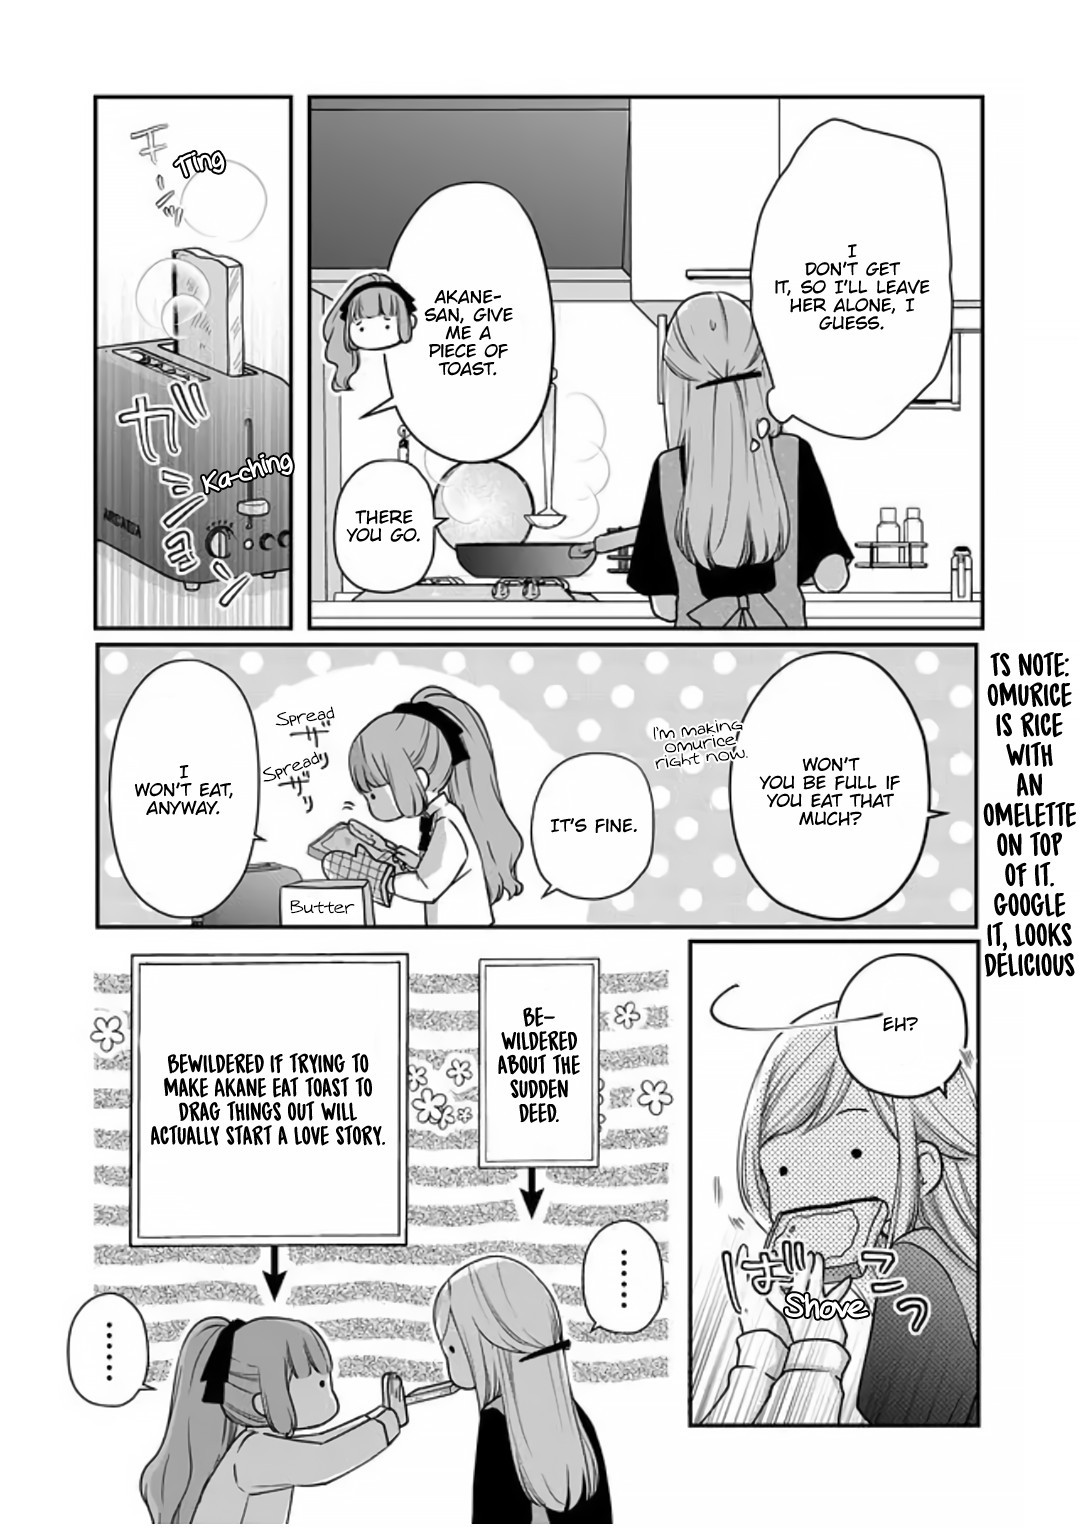 I
DON'T GET
IT, SO I'LL LEAVE
HER ALONE, I
GUESS.
AKANE-
SAN, GIVE
ME A
PIECE OF
TOAST.
THERE
YOU GO.
チーンッ
Ting
ガション
Ka-ching
ARCADIA
WON'T
YOU BE FULL IF
YOU EAT THAT
MUCH?
I'm making
omurice
right now.
IT'S FINE.
Spread
ザリ
Spread
ザリ
Butter
I
WON'T EAT,
ANYWAY.
TS NOTE:
OMURICE
IS RICE
WITH
AN
OMELETTE
ON TOP
OF IT.
GOOGLE
IT, LOOKS
DELICIOUS
EH?
ばこっ
Shove
BE-
WILDERED
ABOUT THE
SUDDEN
DEED.
BEWILDERED IF TRYING TO
MAKE AKANE EAT TOAST TO
DRAG THINGS OUT WILL
ACTUALLY START A LOVE STORY.
......
......